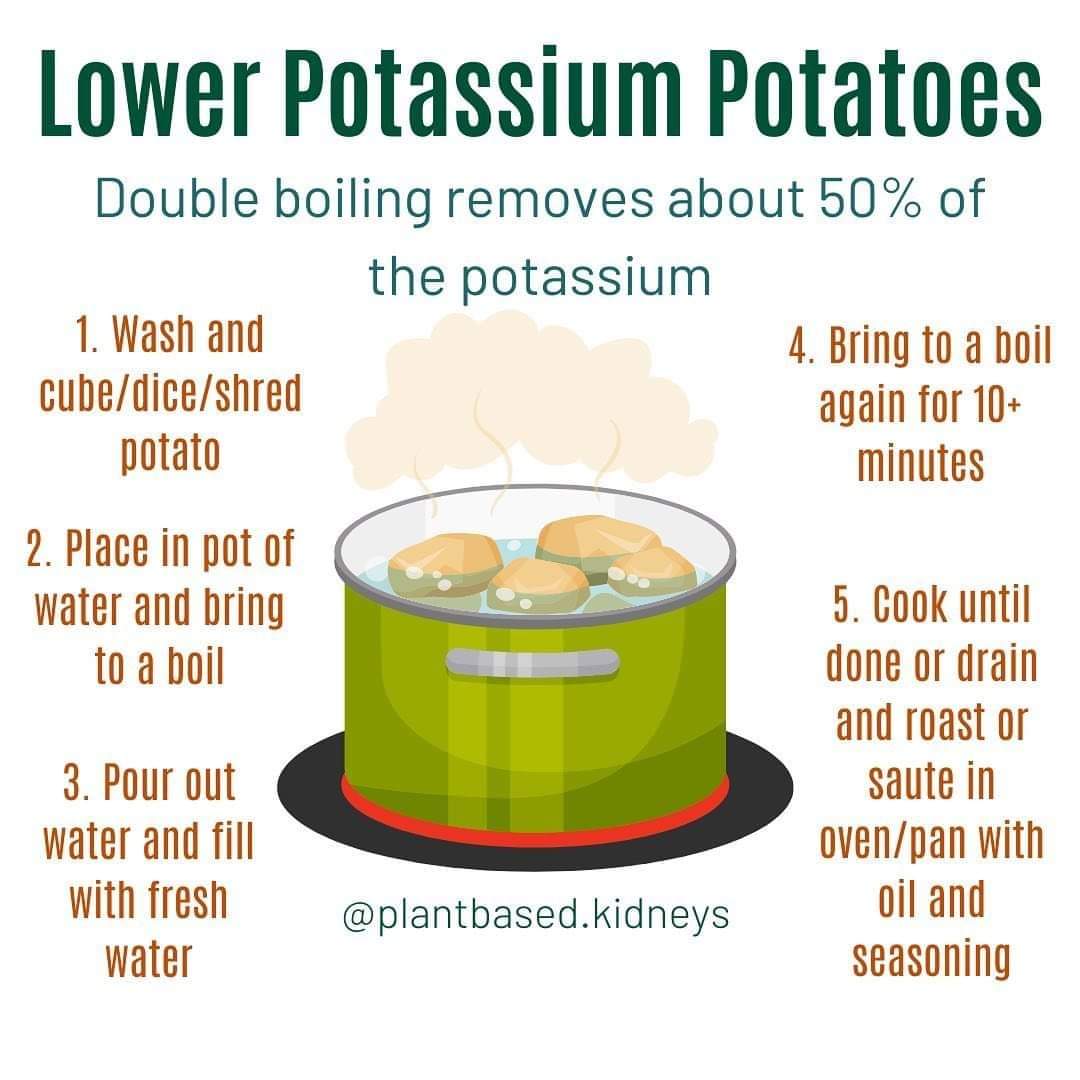 Lower Potassium Potatoes
Double boiling removes about 50% of
the potassium
1. Wash and
cube/dice/shred
potato
2. Place in pot of
water and bring
to a boil
3. Pour out
water and fill
with fresh
water
4. Bring to a boil
again for 10+
minutes
5. Cook until
done or drain
and roast or
saute in
oven/pan with
oil and
seasoning
@plantbased.kidneys